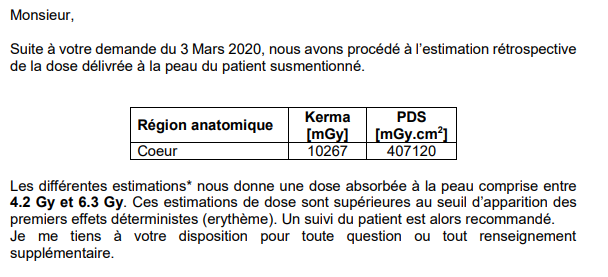 Monsieur,
Suite à votre demande du 3 Mars 2020, nous avons procédé à l'estimation rétrospective
de la dose délivrée à la peau du patient susmentionné.
Région anatomique Kerma [mGy] PDS [mGy.cm²]
Coeur 10267 407120
Les différentes estimations* nous donne une dose absorbée à la peau comprise entre
4.2 Gy et 6.3 Gy. Ces estimations de dose sont supérieures au seuil d'apparition des
premiers effets déterministes (erythème). Un suivi du patient est alors recommandé.
Je me tiens à votre disposition pour toute question ou tout renseignement
supplémentaire.